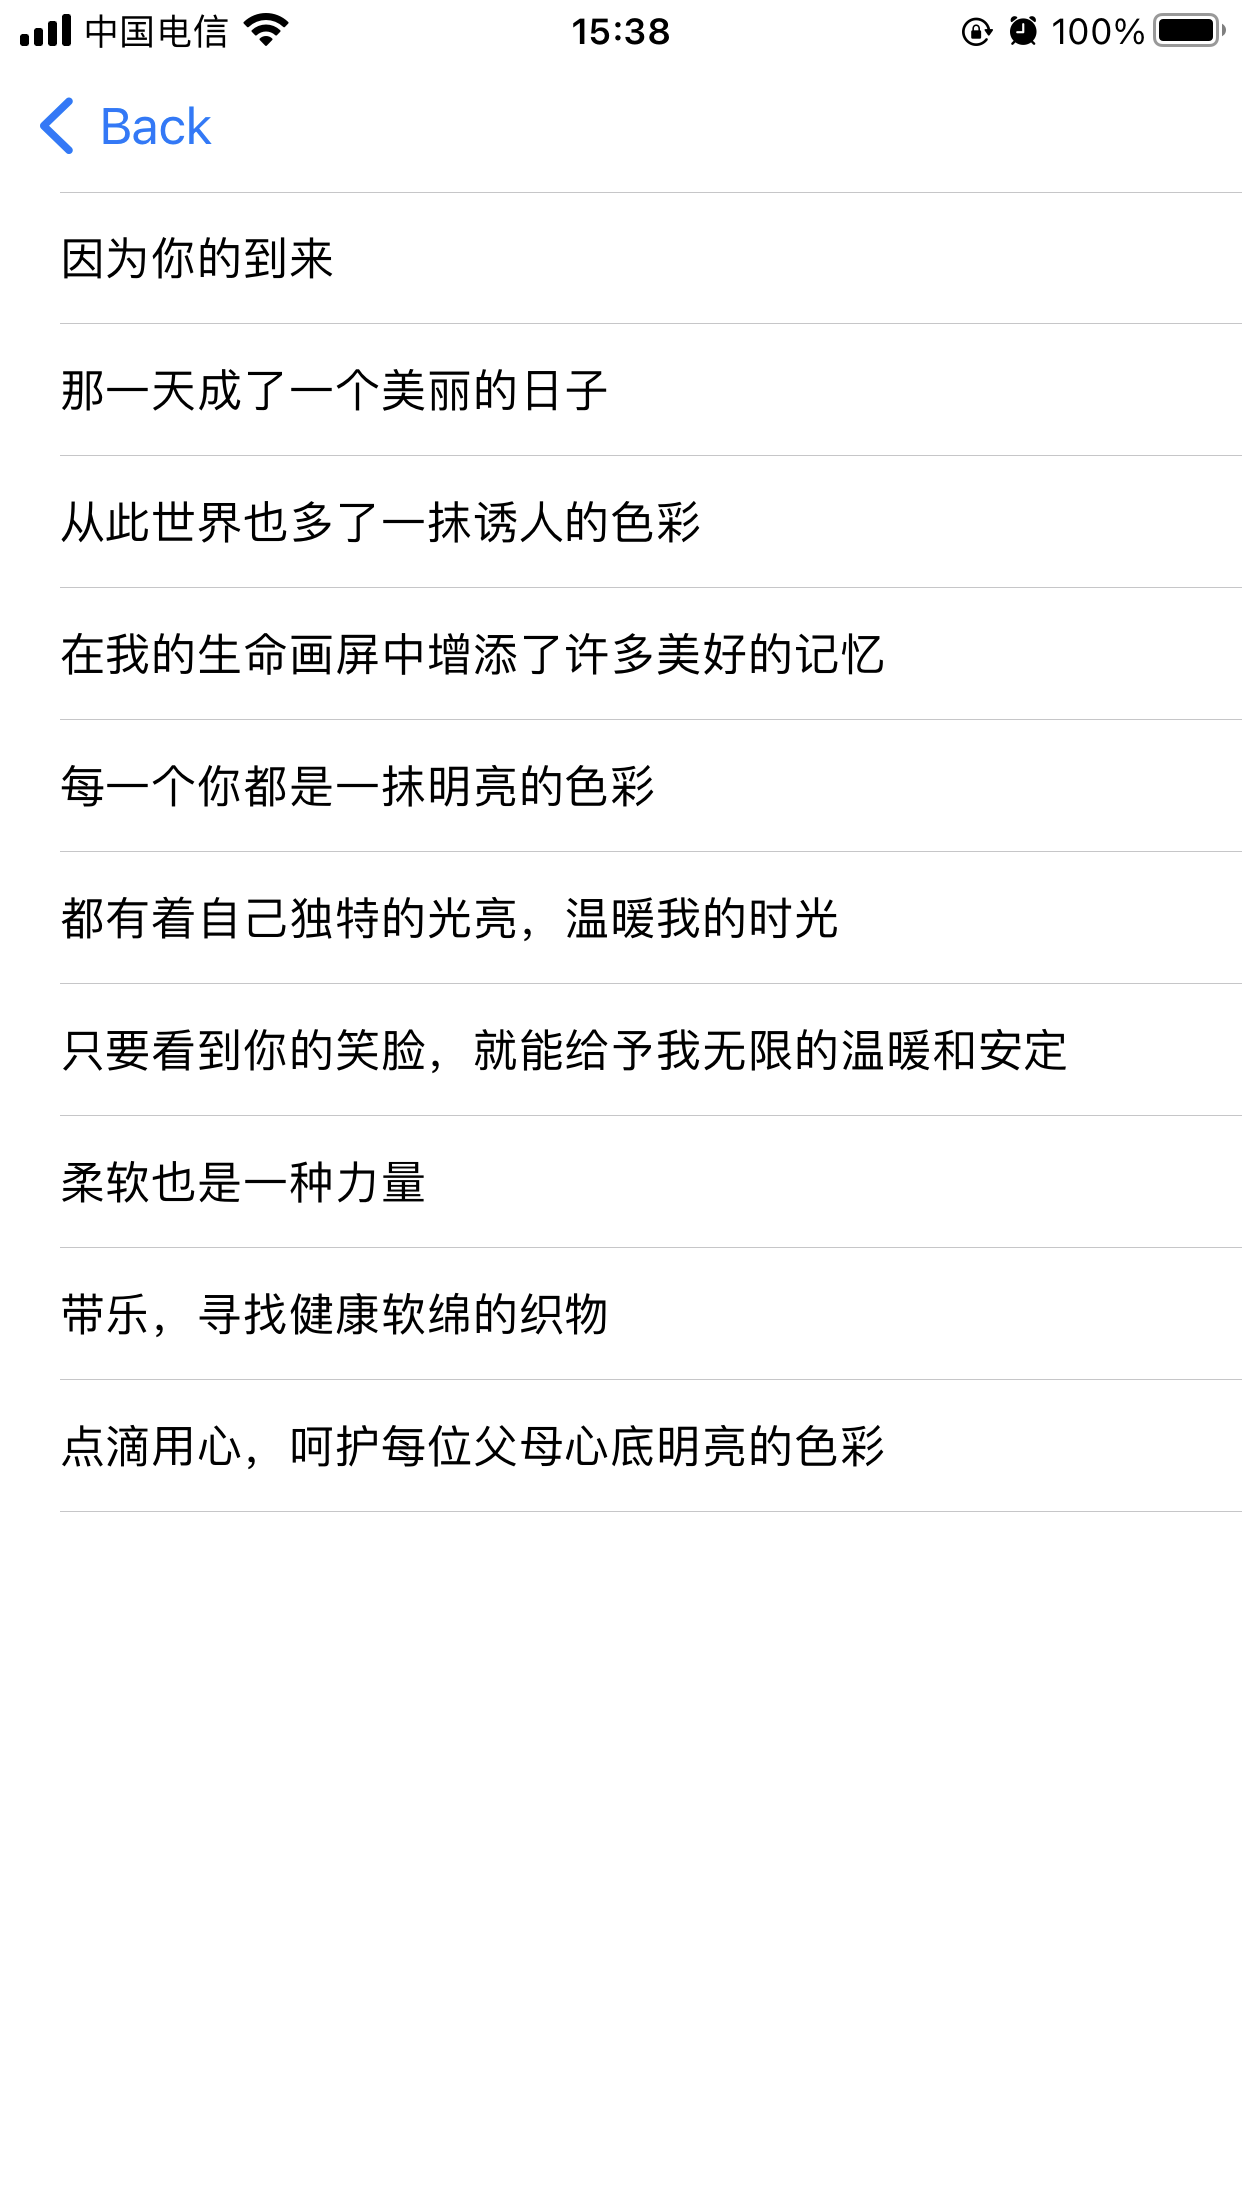 中国电信 15:38 100%
Back
因为你的到来
那一天成了一个美丽的日子
从此世界也多了一抹诱人的色彩
在我的生命画屏中增添了许多美好的记忆
每一个你都是一抹明亮的色彩
都有着自己独特的光亮，温暖我的时光
只要看到你的笑脸，就能给予我无限的温暖和安定
柔软也是一种力量
带乐，寻找健康软绵的织物
点滴用心，呵护每位父母心底明亮的色彩